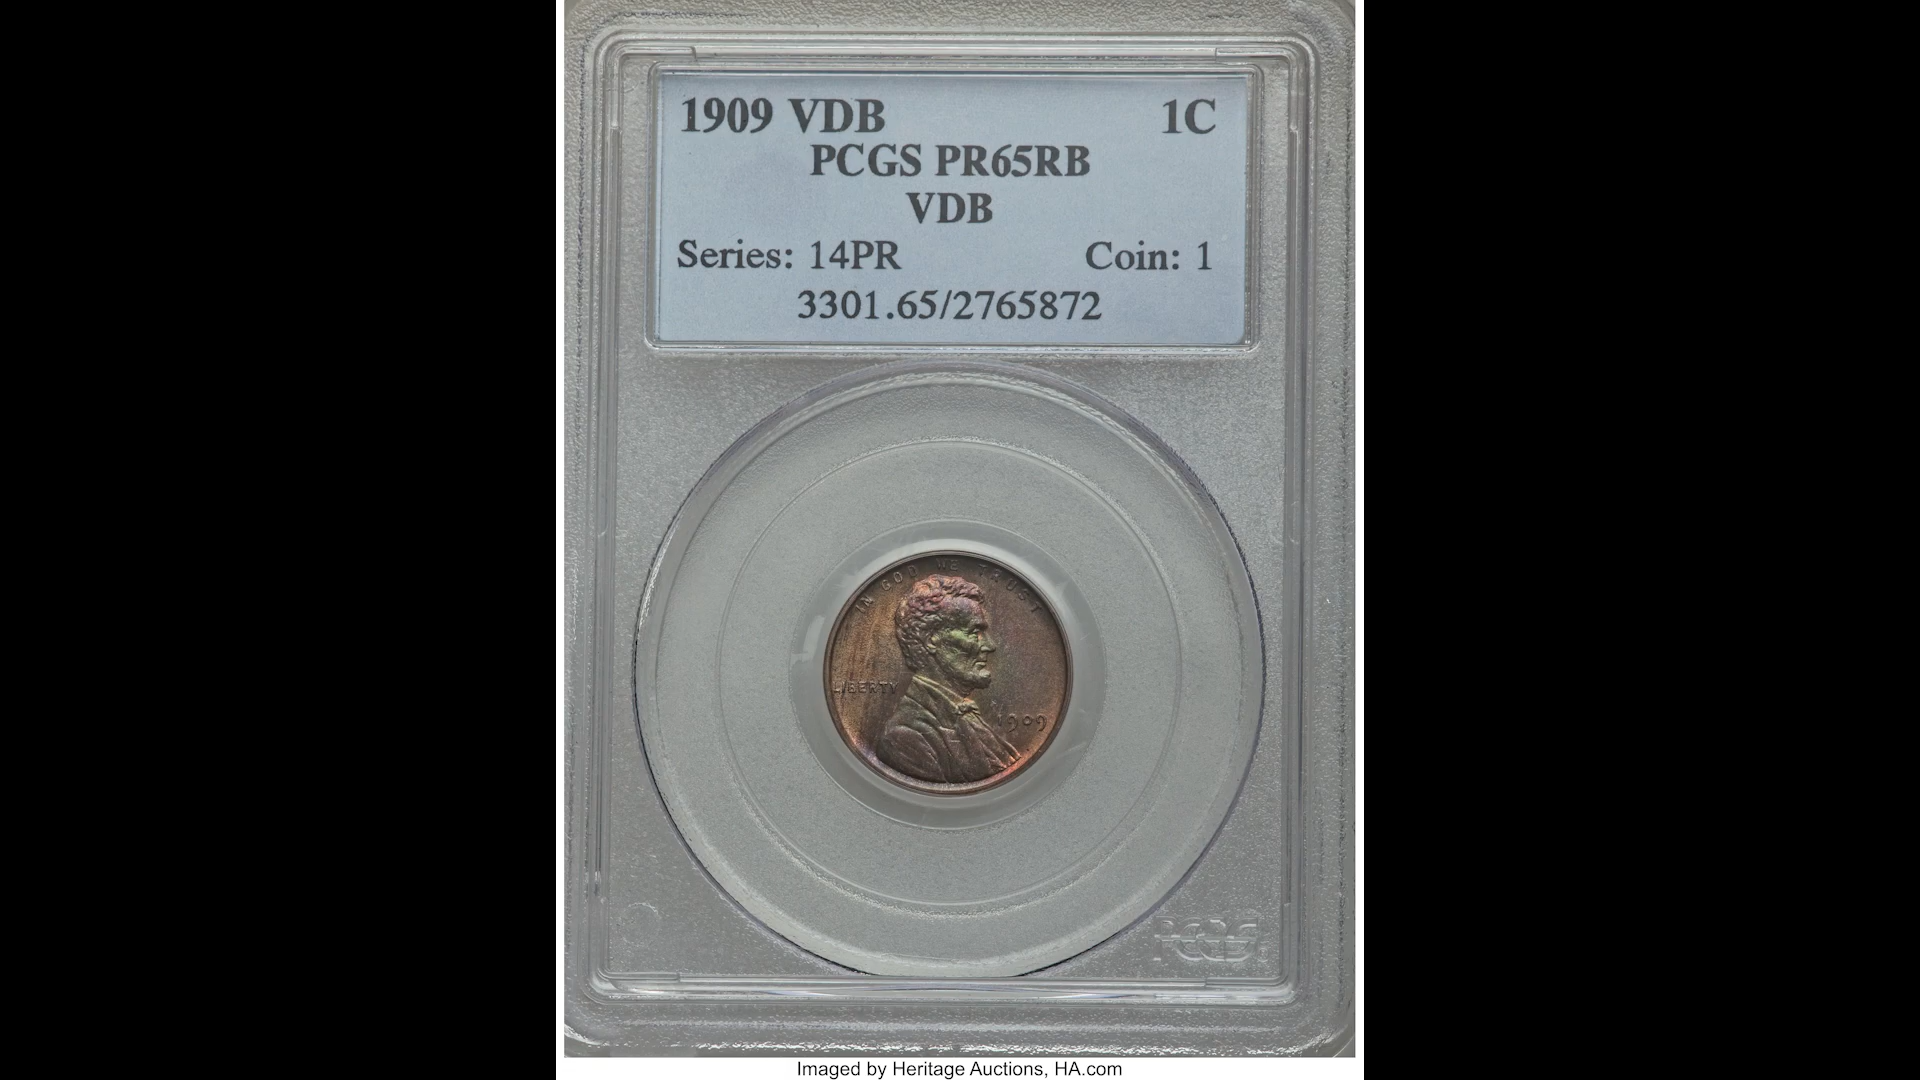 1909 VDB 1C
PCGS PR65RB
VDB
Series: 14PR Coin: 1
3301.65/2765872
IN GOD WE TRUST
LIBERTY
1909
PCGS
Imaged by Heritage Auctions, HA.com